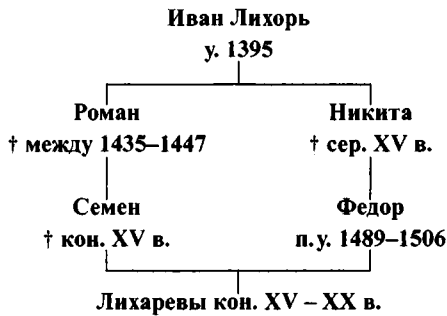 Иван Лихорь
у. 1395
Роман
† между 1435–1447
Никита
† сер. XV в.
Семен
† кон. XV в.
Федор
п. у. 1489–1506
Лихаревы кон. XV – XX в.